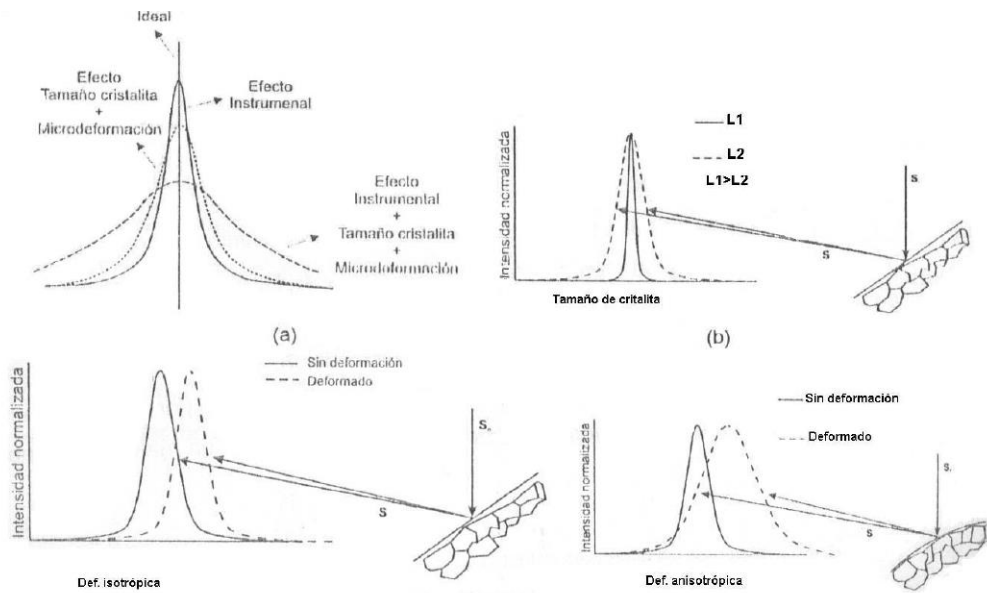 Ideal
Efecto
Tamaño cristalita
+
Microdeformación
Efecto
Instrumenal
Efecto
Instrumental
+
Tamaño cristalita
+
Microdeformación
(a)
Intensidad normalizada
L1
L2
L1>L2
S
S
Tamaño de critalita
(b)
Intensidad normalizada
Sin deformación
Deformado
S
S
Def. isotrópica
Intensidad normalizada
Sin deformación
Deformado
S
S
Def. anisotrópica